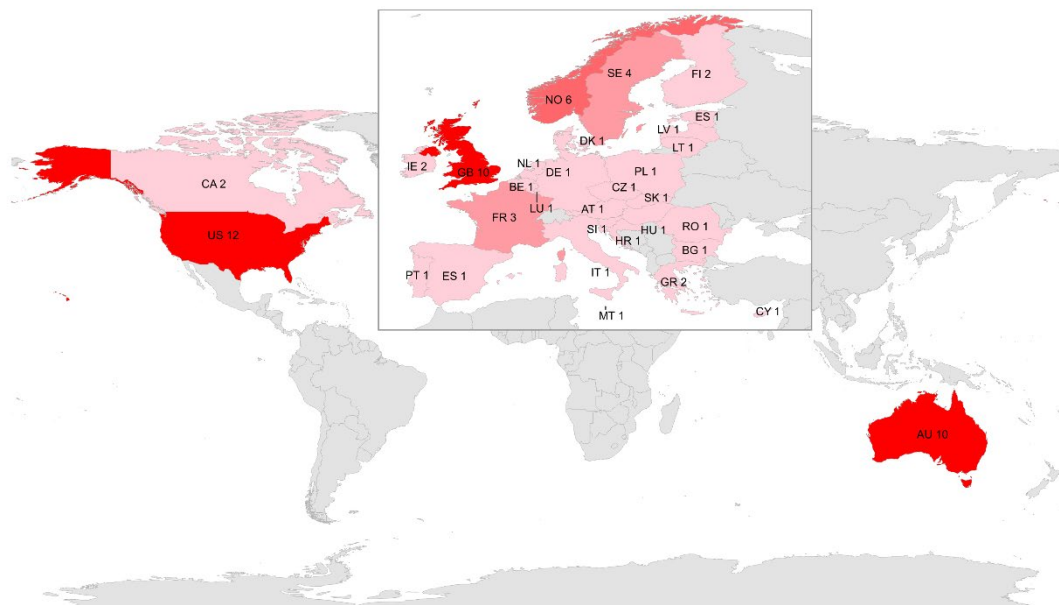 SE 4
FI 2
NO 6
ES 1
LV 1
DK 1
LT 1
IE 2
GB 10
NL 1
DE 1
PL 1
CA 2
BE 1
CZ 1
SK 1
LU 1
AT 1
FR 3
SI 1
HU 1
RO 1
US 12
HR 1
BG 1
PT 1
ES 1
IT 1
GR 2
MT 1
CY 1
AU 10